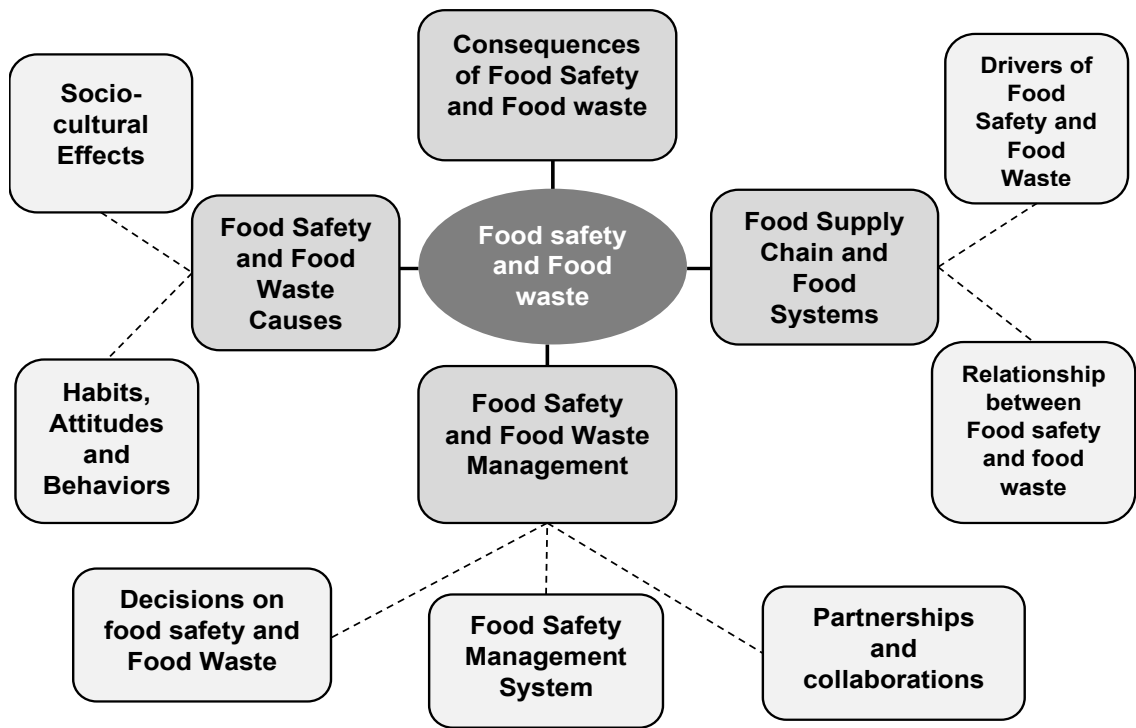 Consequences
of Food Safety
and Food waste
Socio-
cultural
Effects
Drivers of
Food
Safety and
Food
Waste
Food Safety
and Food
Waste
Causes
Food safety
and Food
waste
Food Supply
Chain and
Food
Systems
Habits,
Attitudes
and
Behaviors
Food Safety
and Food Waste
Management
Relationship
between
Food safety
and food
waste
Decisions on
food safety and
Food Waste
Food Safety
Management
System
Partnerships
and
collaborations